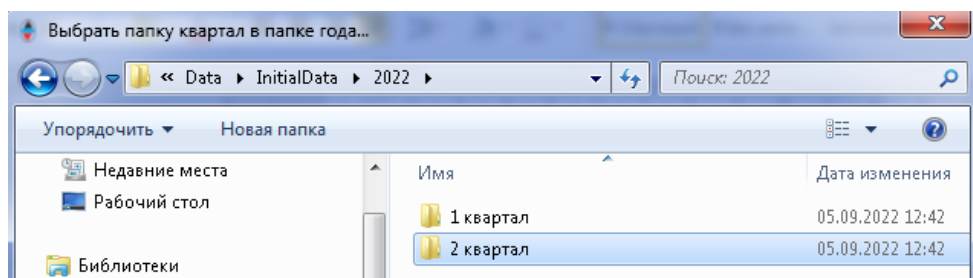 Выбрать папку квартал в папке года...
« Data InitialData 2022
Поиск: 2022
Упорядочить Новая папка
Недавние места
Рабочий стол
Библиотеки
Имя Дата изменения
1 квартал 05.09.2022 12:42
2 квартал 05.09.2022 12:42